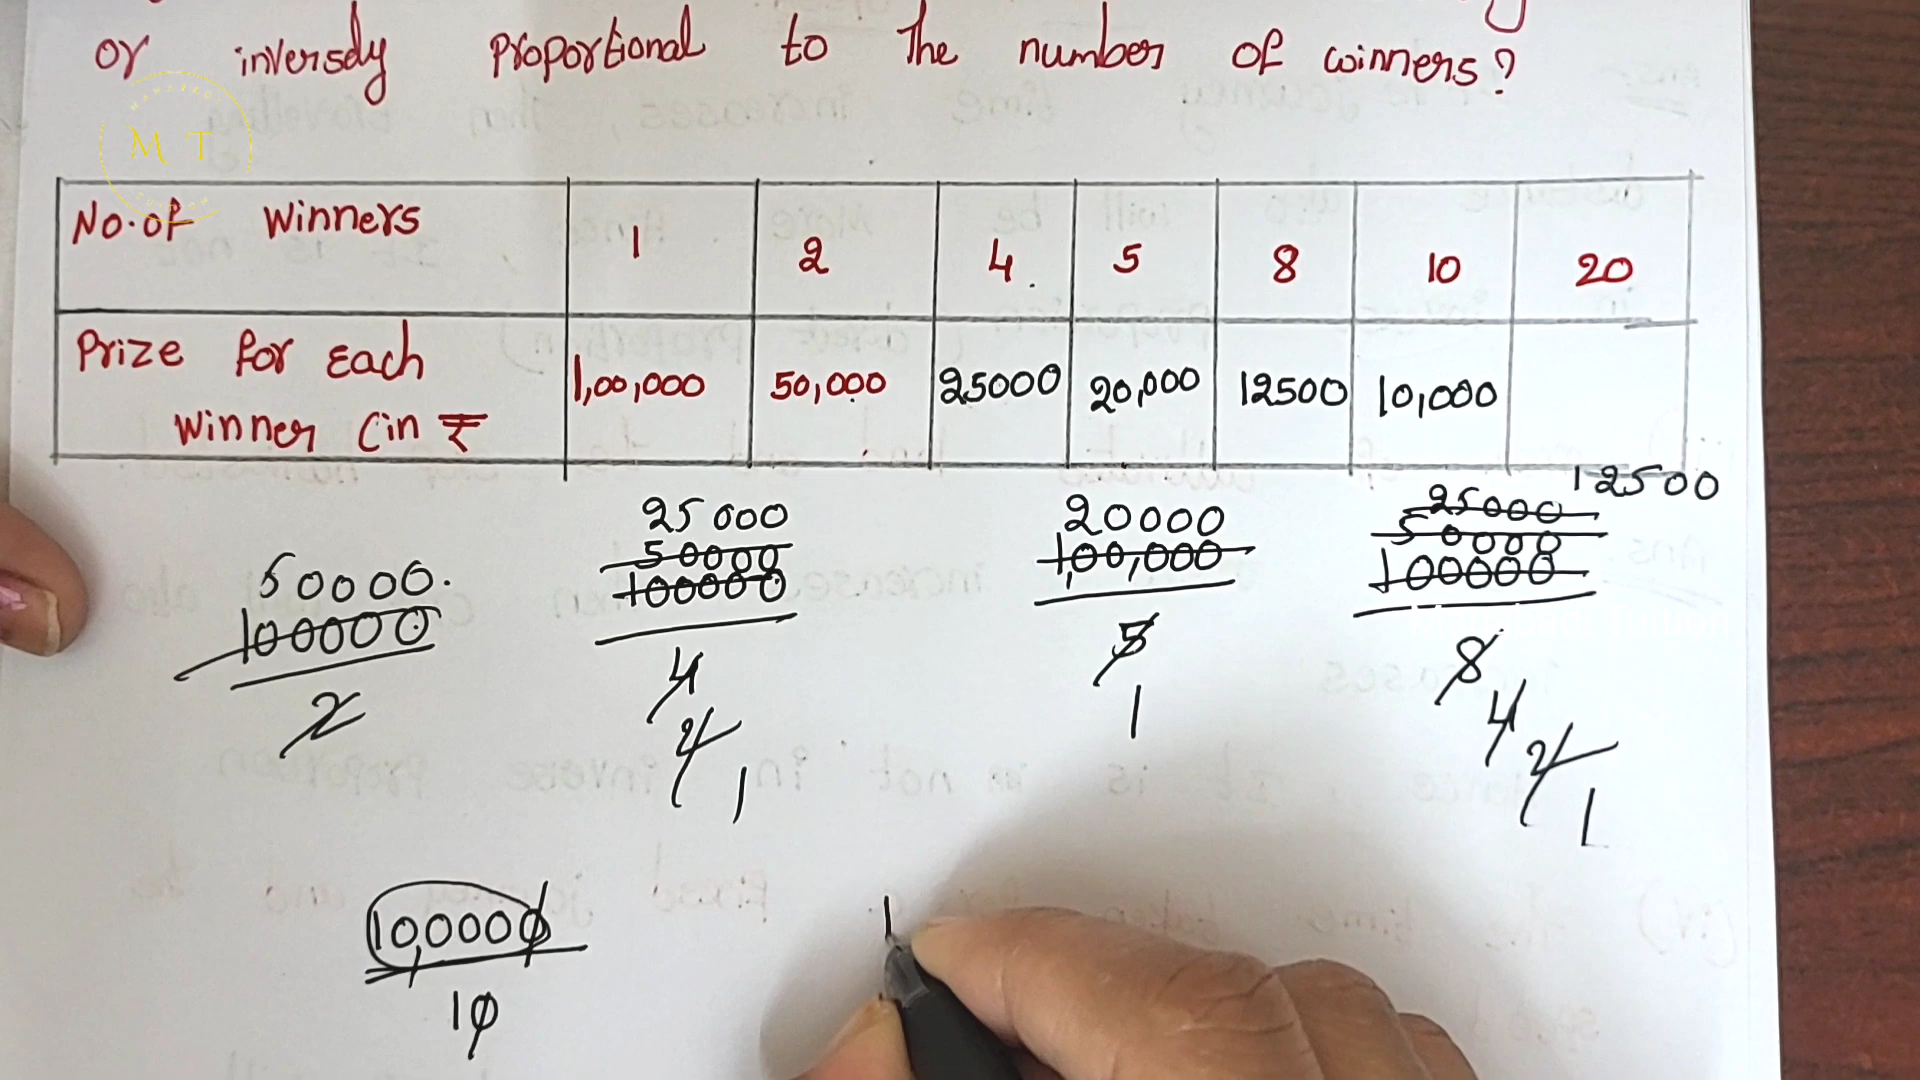 or inversely proportional to the number of winners?
M T
No.of Winners 1 2 4 5 8 10 20
Prize for Each
Winner (in ₹ 1,00,000 50,000 25000 20,000 12500 10,000
12500
25000 20000 25000
50000 50000
50000. 100000 1,00,000 100000
100000
4 5 8
2 2 1 4
1 2
1
10,0000 1
10